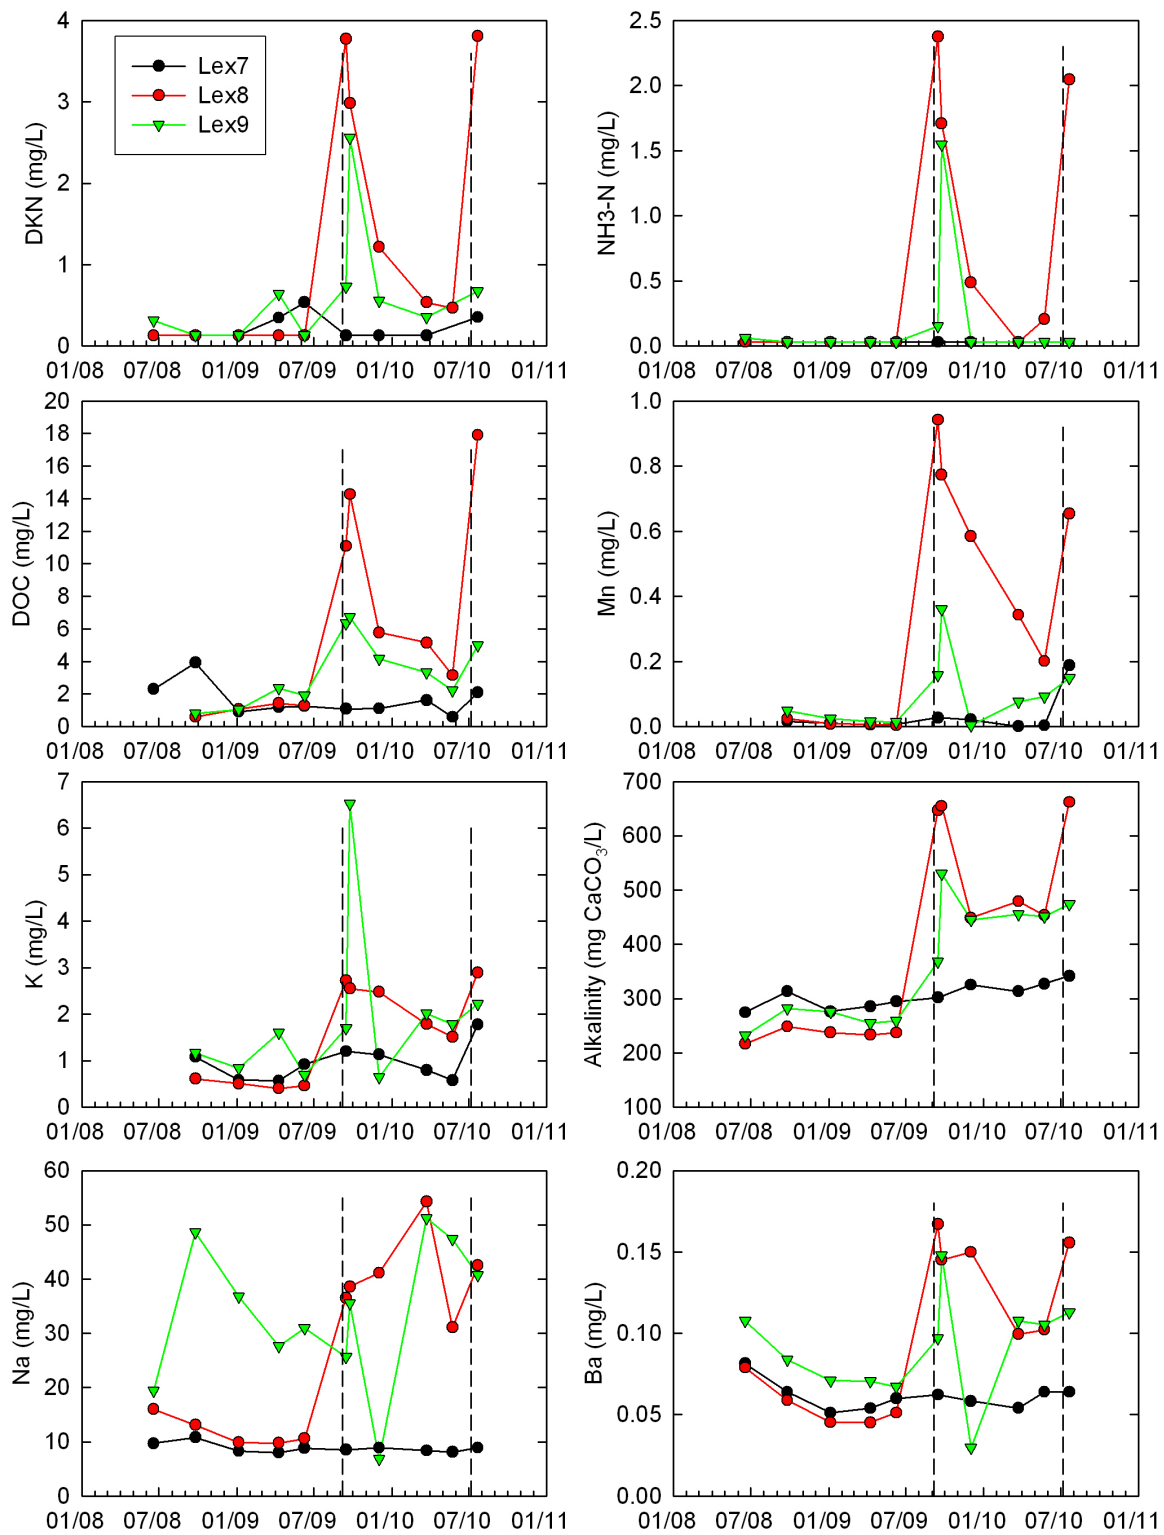 4
3
2
1
0
DKN (mg/L)
Lex7
Lex8
Lex9
01/08 07/08 01/09 07/09 01/10 07/10 01/11
2.5
2.0
1.5
1.0
0.5
0.0
NH3-N (mg/L)
01/08 07/08 01/09 07/09 01/10 07/10 01/11
20
18
16
14
12
10
8
6
4
2
0
DOC (mg/L)
01/08 07/08 01/09 07/09 01/10 07/10 01/11
1.0
0.8
0.6
0.4
0.2
0.0
Mn (mg/L)
01/08 07/08 01/09 07/09 01/10 07/10 01/11
7
6
5
4
3
2
1
0
K (mg/L)
01/08 07/08 01/09 07/09 01/10 07/10 01/11
700
600
500
400
300
200
100
Alkalinity (mg CaCO₃/L)
01/08 07/08 01/09 07/09 01/10 07/10 01/11
60
50
40
30
20
10
0
Na (mg/L)
01/08 07/08 01/09 07/09 01/10 07/10 01/11
0.20
0.15
0.10
0.05
0.00
Ba (mg/L)
01/08 07/08 01/09 07/09 01/10 07/10 01/11